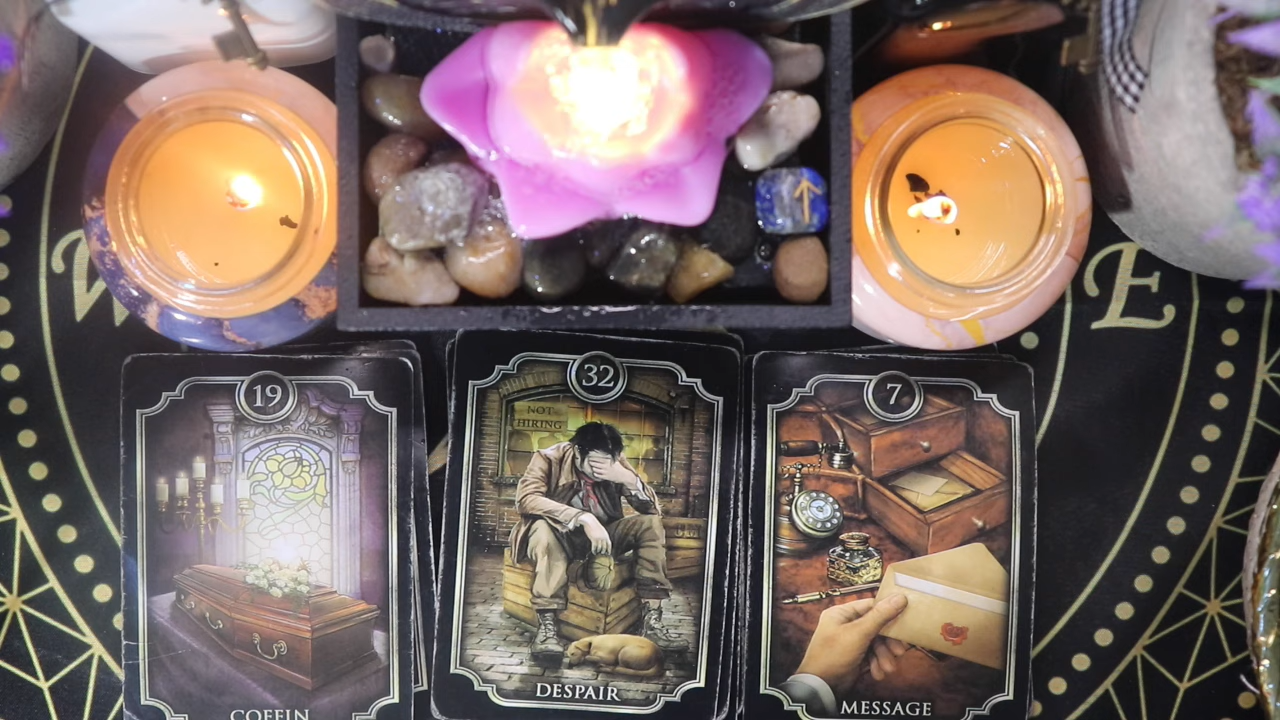 W
E
19
32
7
NOT
HIRING
COFFIN
DESPAIR
MESSAGE